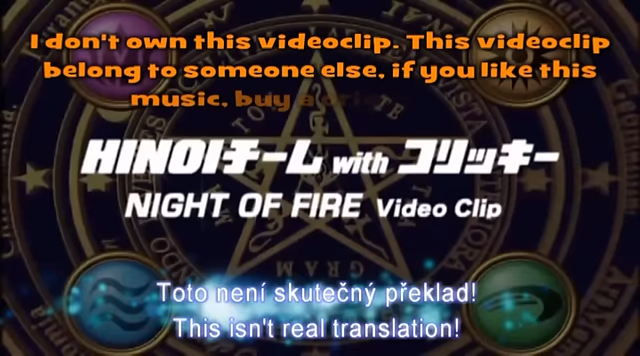 I don't own this videoclip. This videoclip
belong to someone else, if you like this
music, buy a
HINOIチーム with コリッキー
NIGHT OF FIRE Video Clip
Toto není skutečný překlad!
This isn't real translation!